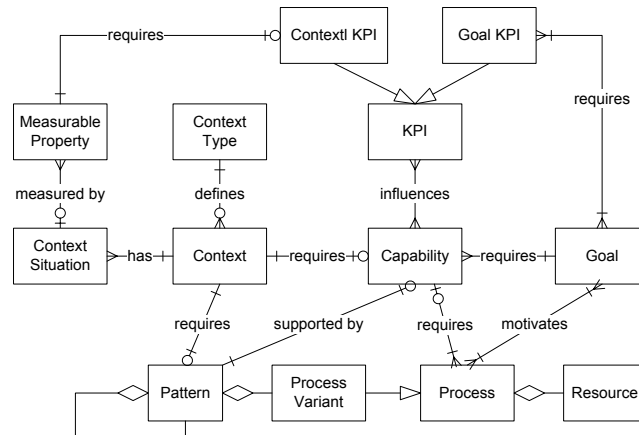 requires
Contextl KPI
Goal KPI
requires
Measurable
Property
Context
Type
KPI
measured by
defines
influences
Context
Situation
has
Context
requires
Capability
requires
Goal
requires
supported by
requires
motivates
Pattern
Process
Variant
Process
Resource